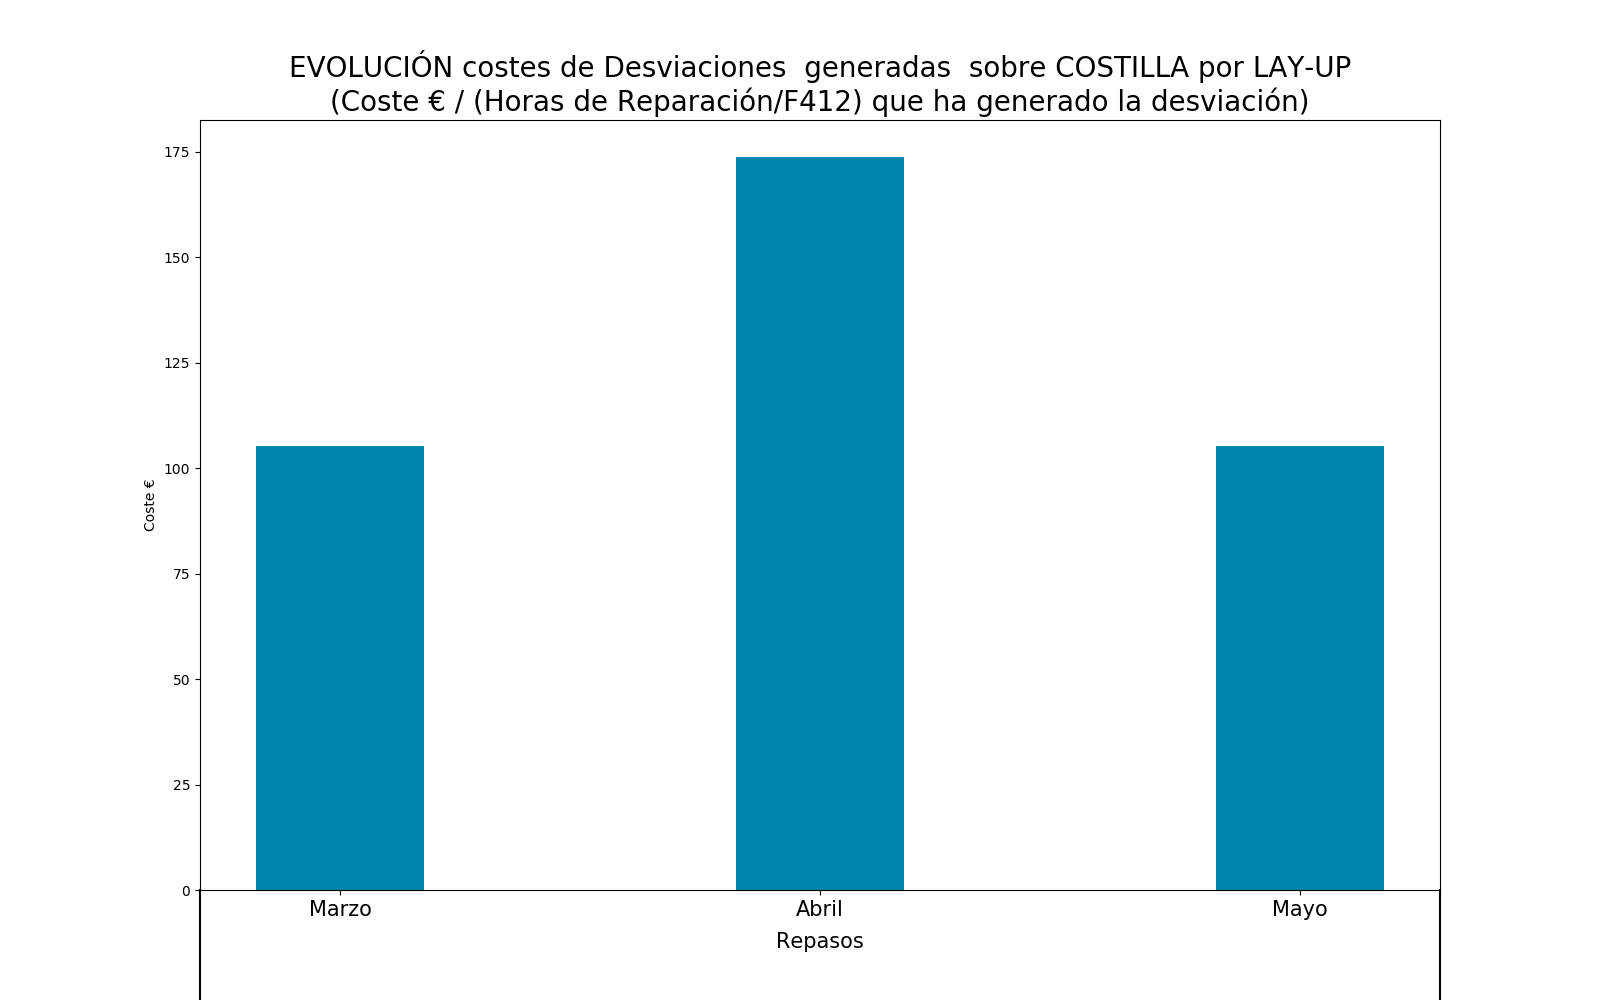 EVOLUCIÓN costes de Desviaciones  generadas  sobre COSTILLA por LAY-UP
(Coste € / (Horas de Reparación/F412) que ha generado la desviación)
175
150
125
100
75
50
25
0
Coste €
Marzo
Abril
Mayo
Repasos